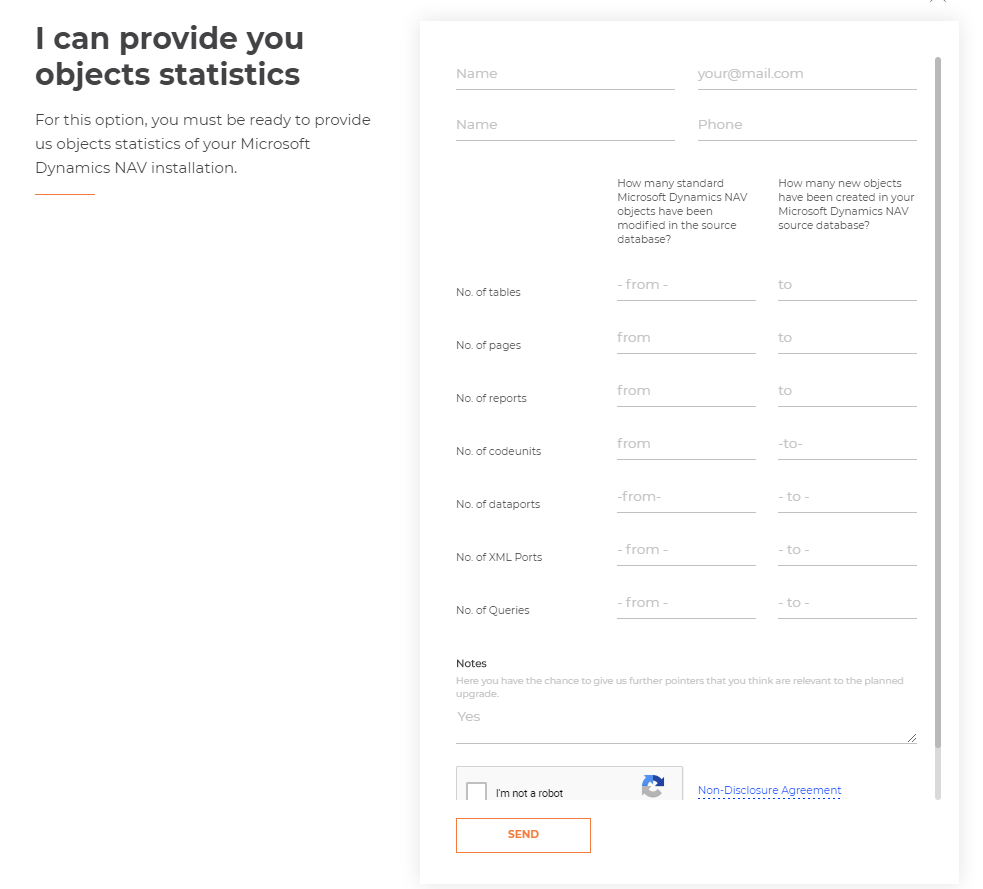 I can provide you
objects statistics
For this option, you must be ready to provide
us objects statistics of your Microsoft
Dynamics NAV installation.
Name your@mail.com
Name Phone
How many standard
Microsoft Dynamics NAV
objects have been
modified in the source
database?
How many new objects
have been created in your
Microsoft Dynamics NAV
source database?
No. of tables - from - to
No. of pages from to
No. of reports from to
No. of codeunits from -to-
No. of dataports -from- - to -
No. of XML Ports - from - - to -
No. of Queries - from - - to -
Notes
Here you have the chance to give us further pointers that you think are relevant to the planned
upgrade.
Yes
I'm not a robot
Non-Disclosure Agreement
SEND